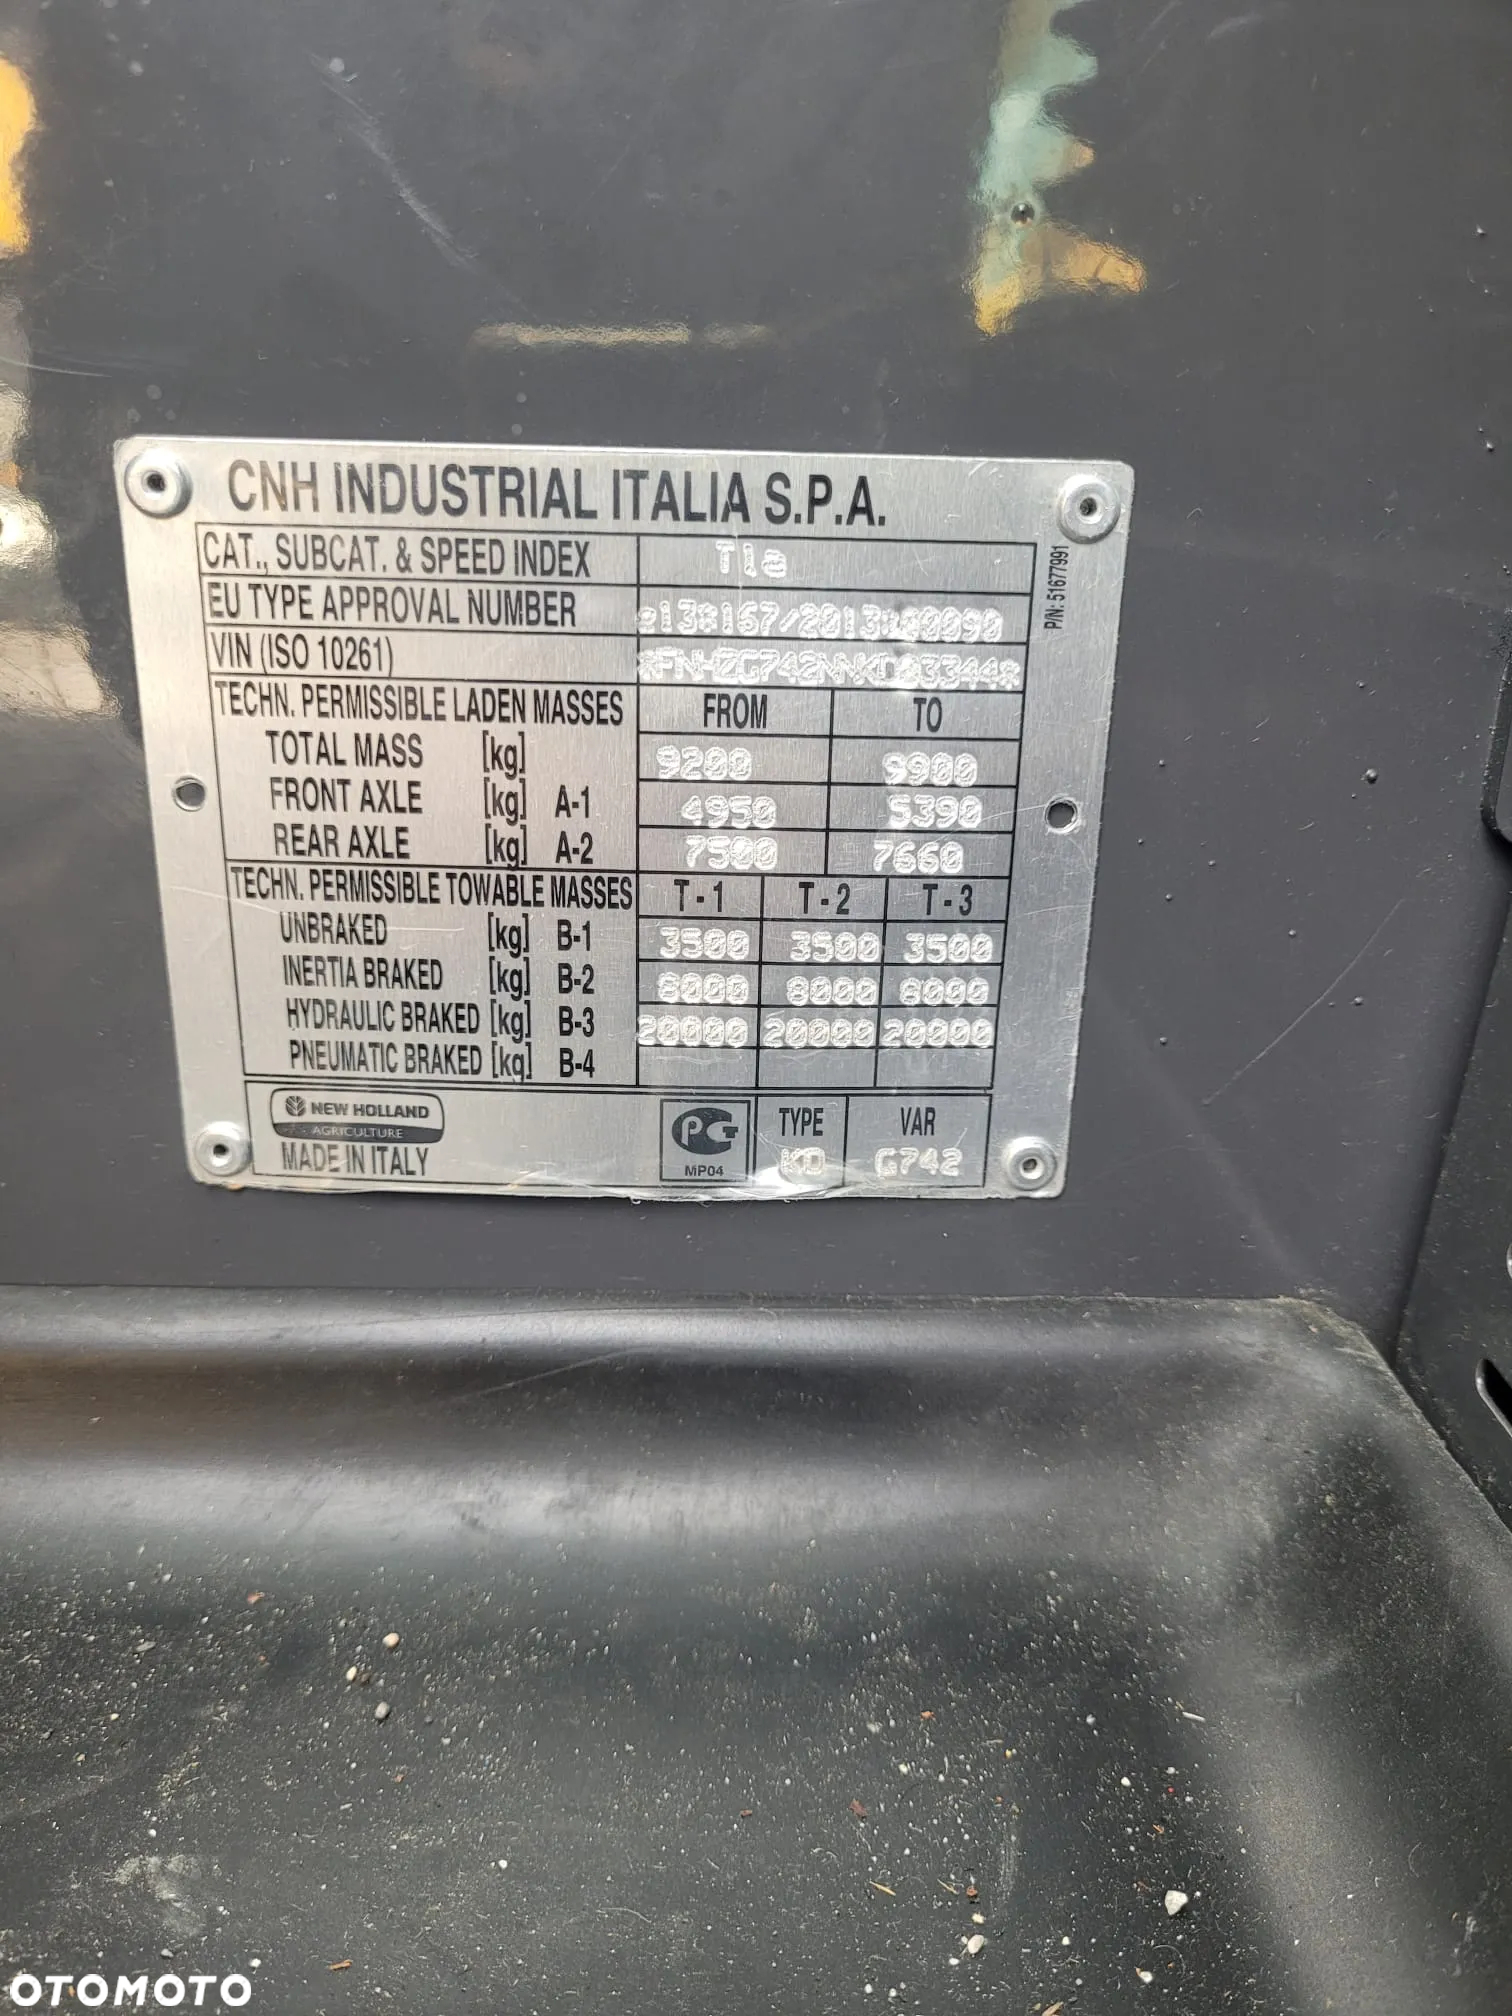 CNH INDUSTRIAL ITALIA S.P.A.
CAT., SUBCAT. & SPEED INDEX T1a
EU TYPE APPROVAL NUMBER e13*167/2013*00090
VIN (ISO 10261)
TECHN. PERMISSIBLE LADEN MASSES FROM TO
TOTAL MASS [kg] 9200 9900
FRONT AXLE [kg] A-1 4950 5390
REAR AXLE [kg] A-2 7500 7660
TECHN. PERMISSIBLE TOWABLE MASSES T-1 T-2 T-3
UNBRAKED [kg] B-1 3500 3500 3500
INERTIA BRAKED [kg] B-2 8000 8000 8000
HYDRAULIC BRAKED [kg] B-3 20000 20000 20000
PNEUMATIC BRAKED [kg] B-4
NEW HOLLAND
AGRICULTURE
MADE IN ITALY
MP04
TYPE VAR
KD G742
P/N: 51677991
OTOMOTO